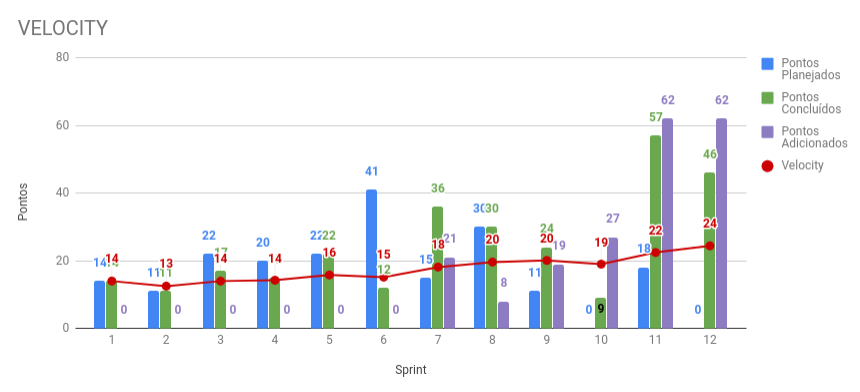 VELOCITY
80
60
40
20
0
Pontos
Pontos
Planejados
Pontos
Concluídos
Pontos
Adicionados
Velocity
14 14 0
11 11 13 0
22 17 14 0
20 14 0
22 22 16 0
41 12 15 0
15 36 18 21
30 30 20 8
11 24 20 19
0 9 19 27
18 57 22 62
0 46 24 62
1 2 3 4 5 6 7 8 9 10 11 12
Sprint